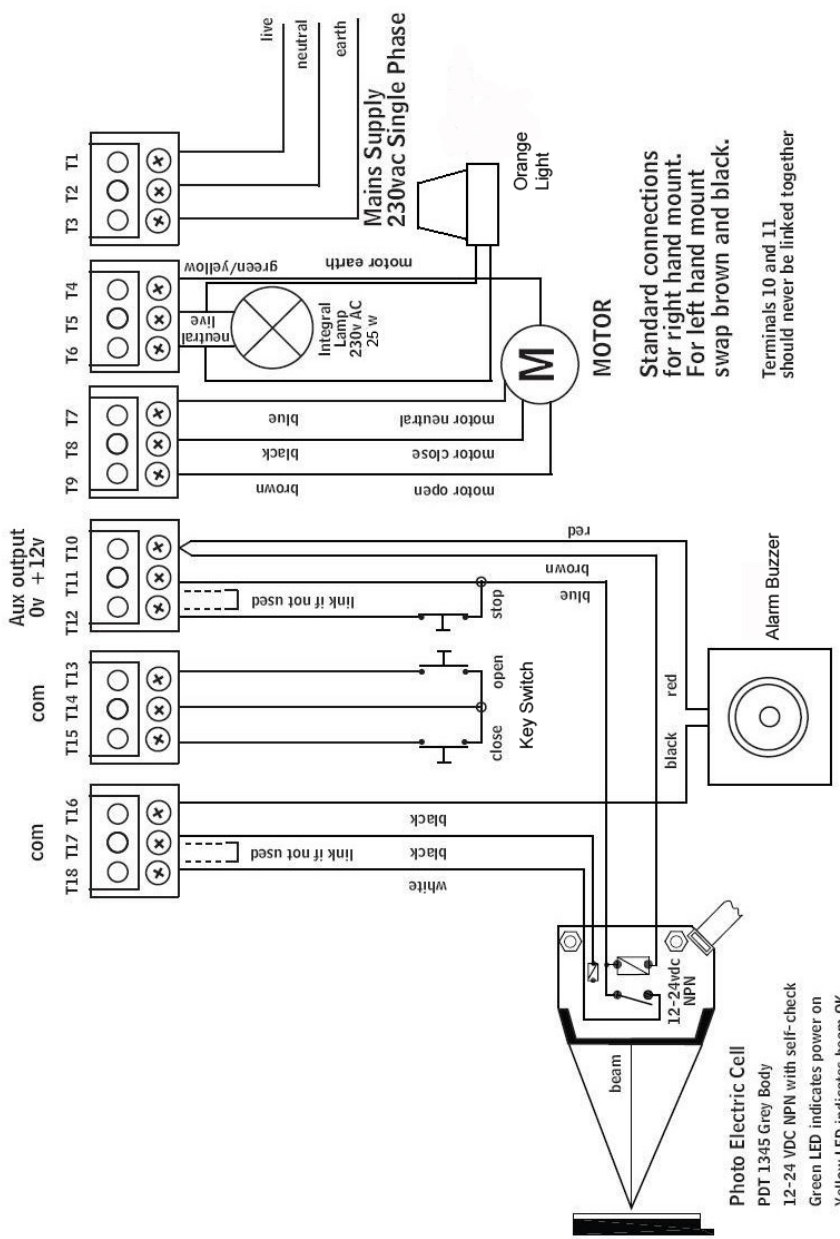 Aux output
0v +12v
com
com
T18
T17
T16
T15
T14
T13
T12
T11
T10
T9
T8
T7
T6
T5
T4
T3
T2
T1
live
neutral
earth
Mains Supply
230vac Single Phase
green/yellow
motor earth
live
neutral
Integral
Lamp
230v AC
25 w
Orange
Light
blue
motor neutral
black
motor close
brown
motor open
M
MOTOR
Standard connections
for right hand mount.
For left hand mount
swap brown and black.
Terminals 10 and 11
should never be linked together
red
brown
blue
link if not used
stop
open
close
Key Switch
red
black
Alarm Buzzer
black
link if not used
black
white
12-24vdc
NPN
beam
Photo Electric Cell
PDT 1345 Grey Body
12-24 VDC NPN with self-check
Green LED indicates power on
Yellow LED indicates beam OK